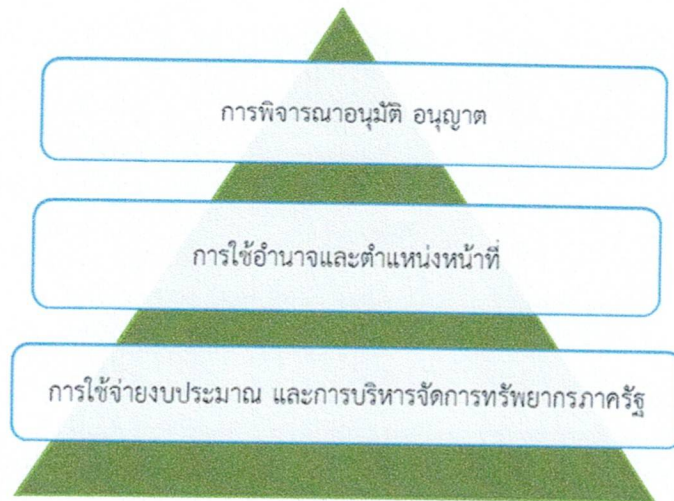 การพิจารณาอนุมัติ อนุญาต
การใช้อำนาจและตำแหน่งหน้าที่
การใช้จ่ายงบประมาณ และการบริหารจัดการทรัพยากรภาครัฐ